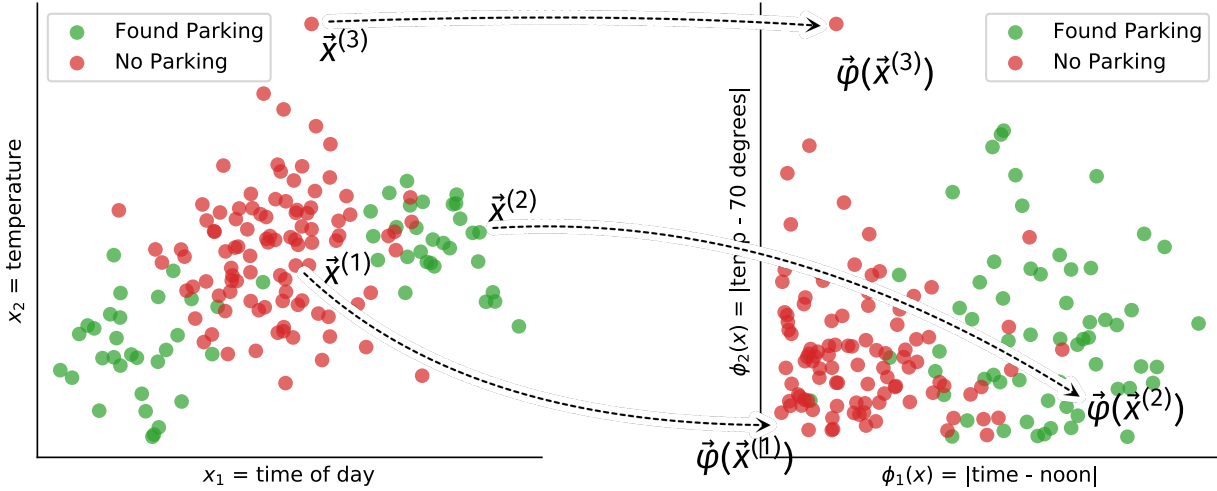 Found Parking
No Parking
x₂ = temperature
x₁ = time of day
x⃗⁽³⁾
x⃗⁽²⁾
x⃗⁽¹⁾
Found Parking
No Parking
φ⃗(x⃗⁽³⁾)
φ⃗(x⃗⁽²⁾)
φ⃗(x⃗⁽¹⁾)
ϕ₂(x) = |temp - 70 degrees|
ϕ₁(x) = |time - noon|